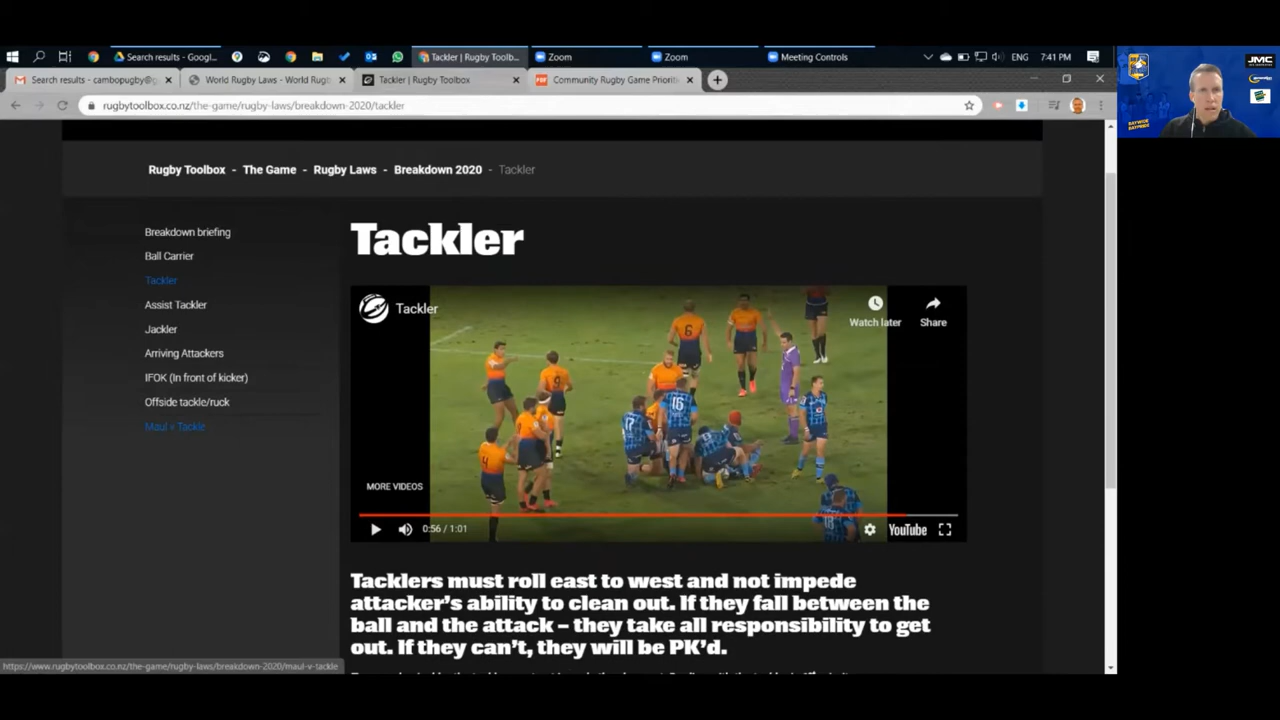 Search results - Googl...
Tackler | Rugby Toolb...
Zoom
Zoom
Meeting Controls
ENG
7:41 PM
Search results - cambopugby@g
World Rugby Laws - World Rugb
Tackler | Rugby Toolbox
Community Rugby Game Prioriti
rugbytoolbox.co.nz/the-game/rugby-laws/breakdown-2020/tackler
JMC
Rugby Toolbox - The Game - Rugby Laws - Breakdown 2020 - Tackler
Breakdown briefing
Ball Carrier
Tackler
Assist Tackler
Jackler
Arriving Attackers
IFOK (In front of kicker)
Offside tackle/ruck
Maul v Tackle
Tackler
Tackler
Watch later
Share
6
9
16
17
4
MORE VIDEOS
0:56 / 1:01
YouTube
Tacklers must roll east to west and not impede
attacker's ability to clean out. If they fall between the
ball and the attack – they take all responsibility to get
out. If they can't, they will be PK'd.
https://www.rugbytoolbox.co.nz/the-game/rugby-laws/breakdown-2020/maul-v-tackle